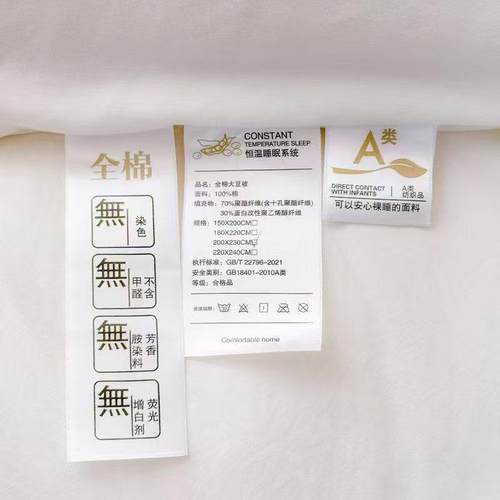 全棉
無 染色
無 不含甲醛
無 芳香胺染料
無 荧光增白剂
CONSTANT
TEMPERATURE SLEEP
恒温睡眠系统
品名：全棉大豆被
面料：100%棉
填充物：70%聚酯纤维(含十孔聚酯纤维)
30%蛋白改性聚乙烯醇纤维
规格：150X200CM□
180X220CM□
200X230CM☑
220X240CM□
执行标准：GB/T 22796-2021
安全类别：GB18401-2010A类
等级：合格品
Comfortable home
A类
DIRECT CONTACT
WITH INFANTS
A类
纺织品
可以安心裸睡的面料